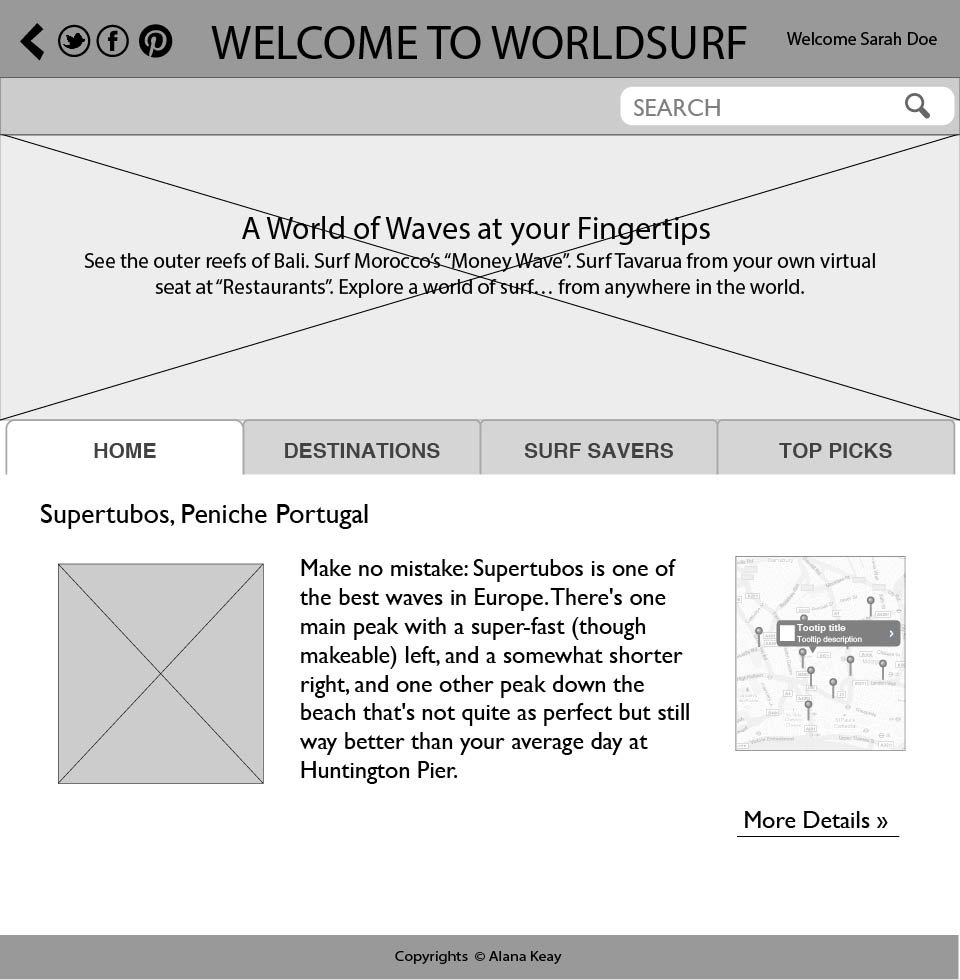 WELCOME TO WORLDSURF
Welcome Sarah Doe
SEARCH
A World of Waves at your Fingertips
See the outer reefs of Bali. Surf Morocco’s “Money Wave”. Surf Tavarua from your own virtual
seat at “Restaurants”. Explore a world of surf… from anywhere in the world.
HOME
DESTINATIONS
SURF SAVERS
TOP PICKS
Supertubos, Peniche Portugal
Make no mistake: Supertubos is one of
the best waves in Europe. There's one
main peak with a super-fast (though
makeable) left, and a somewhat shorter
right, and one other peak down the
beach that's not quite as perfect but still
way better than your average day at
Huntington Pier.
Tootip title
Tooltip description
More Details »
Copyrights © Alana Keay